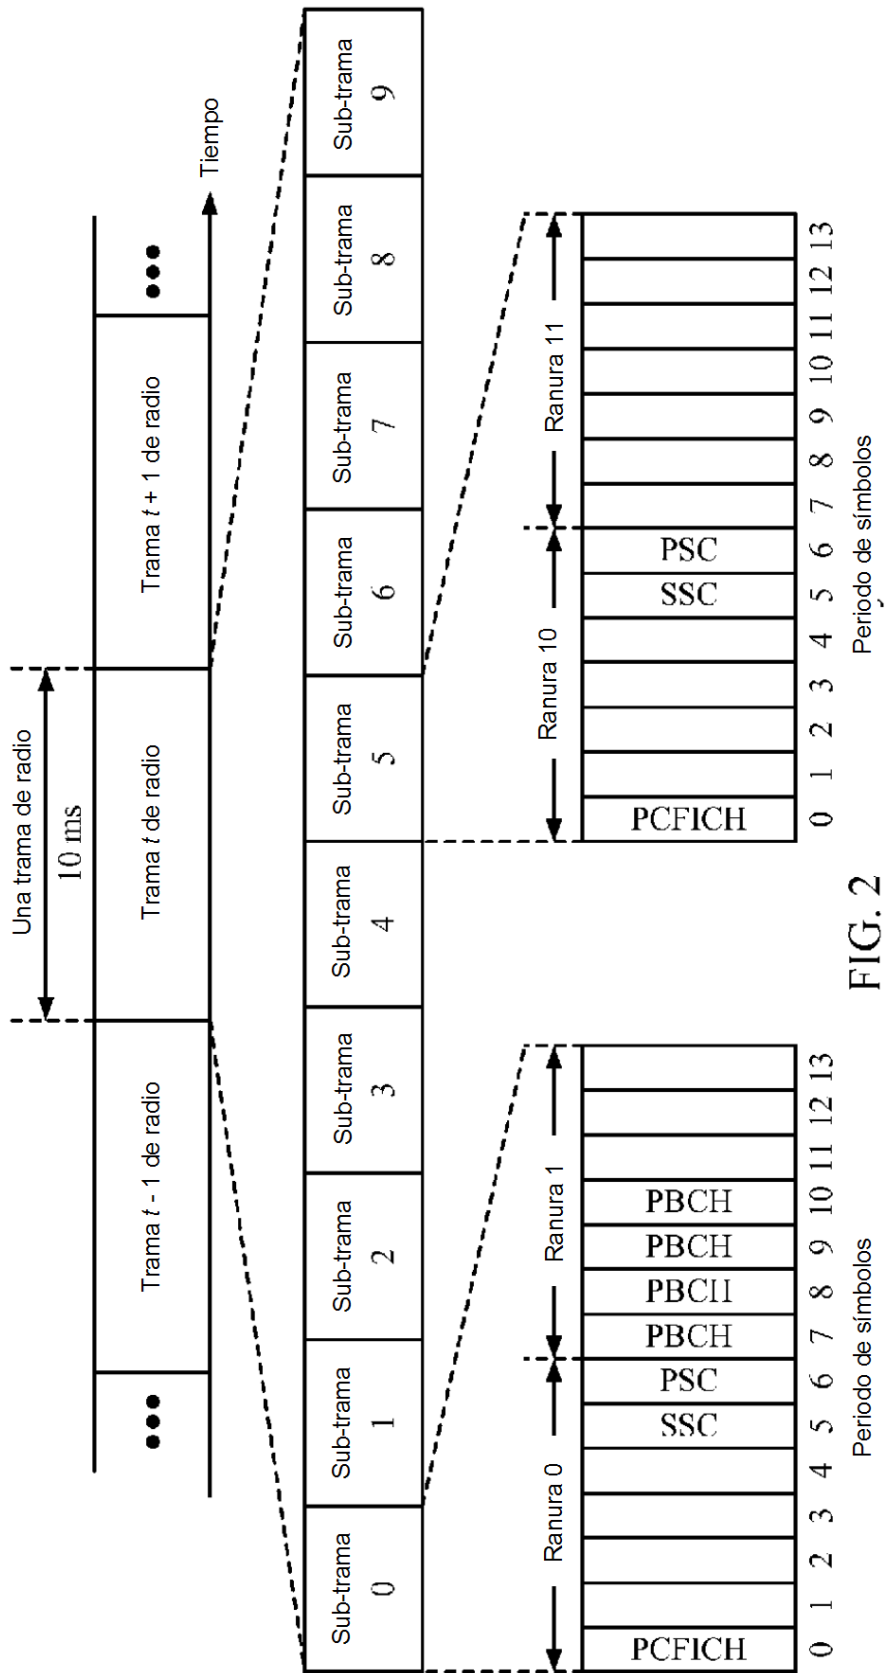 Una trama de radio
10 ms
Trama t - 1 de radio
Trama t de radio
Trama t + 1 de radio
Tiempo
Sub-trama 0
Sub-trama 1
Sub-trama 2
Sub-trama 3
Sub-trama 4
Sub-trama 5
Sub-trama 6
Sub-trama 7
Sub-trama 8
Sub-trama 9
Ranura 0
Ranura 1
PCFICH
SSC
PSC
PBCH
PBCH
PBCH
PBCH
0 1 2 3 4 5 6 7 8 9 10 11 12 13
Periodo de símbolos
Ranura 10
Ranura 11
PCFICH
SSC
PSC
0 1 2 3 4 5 6 7 8 9 10 11 12 13
Periodo de símbolos
FIG. 2